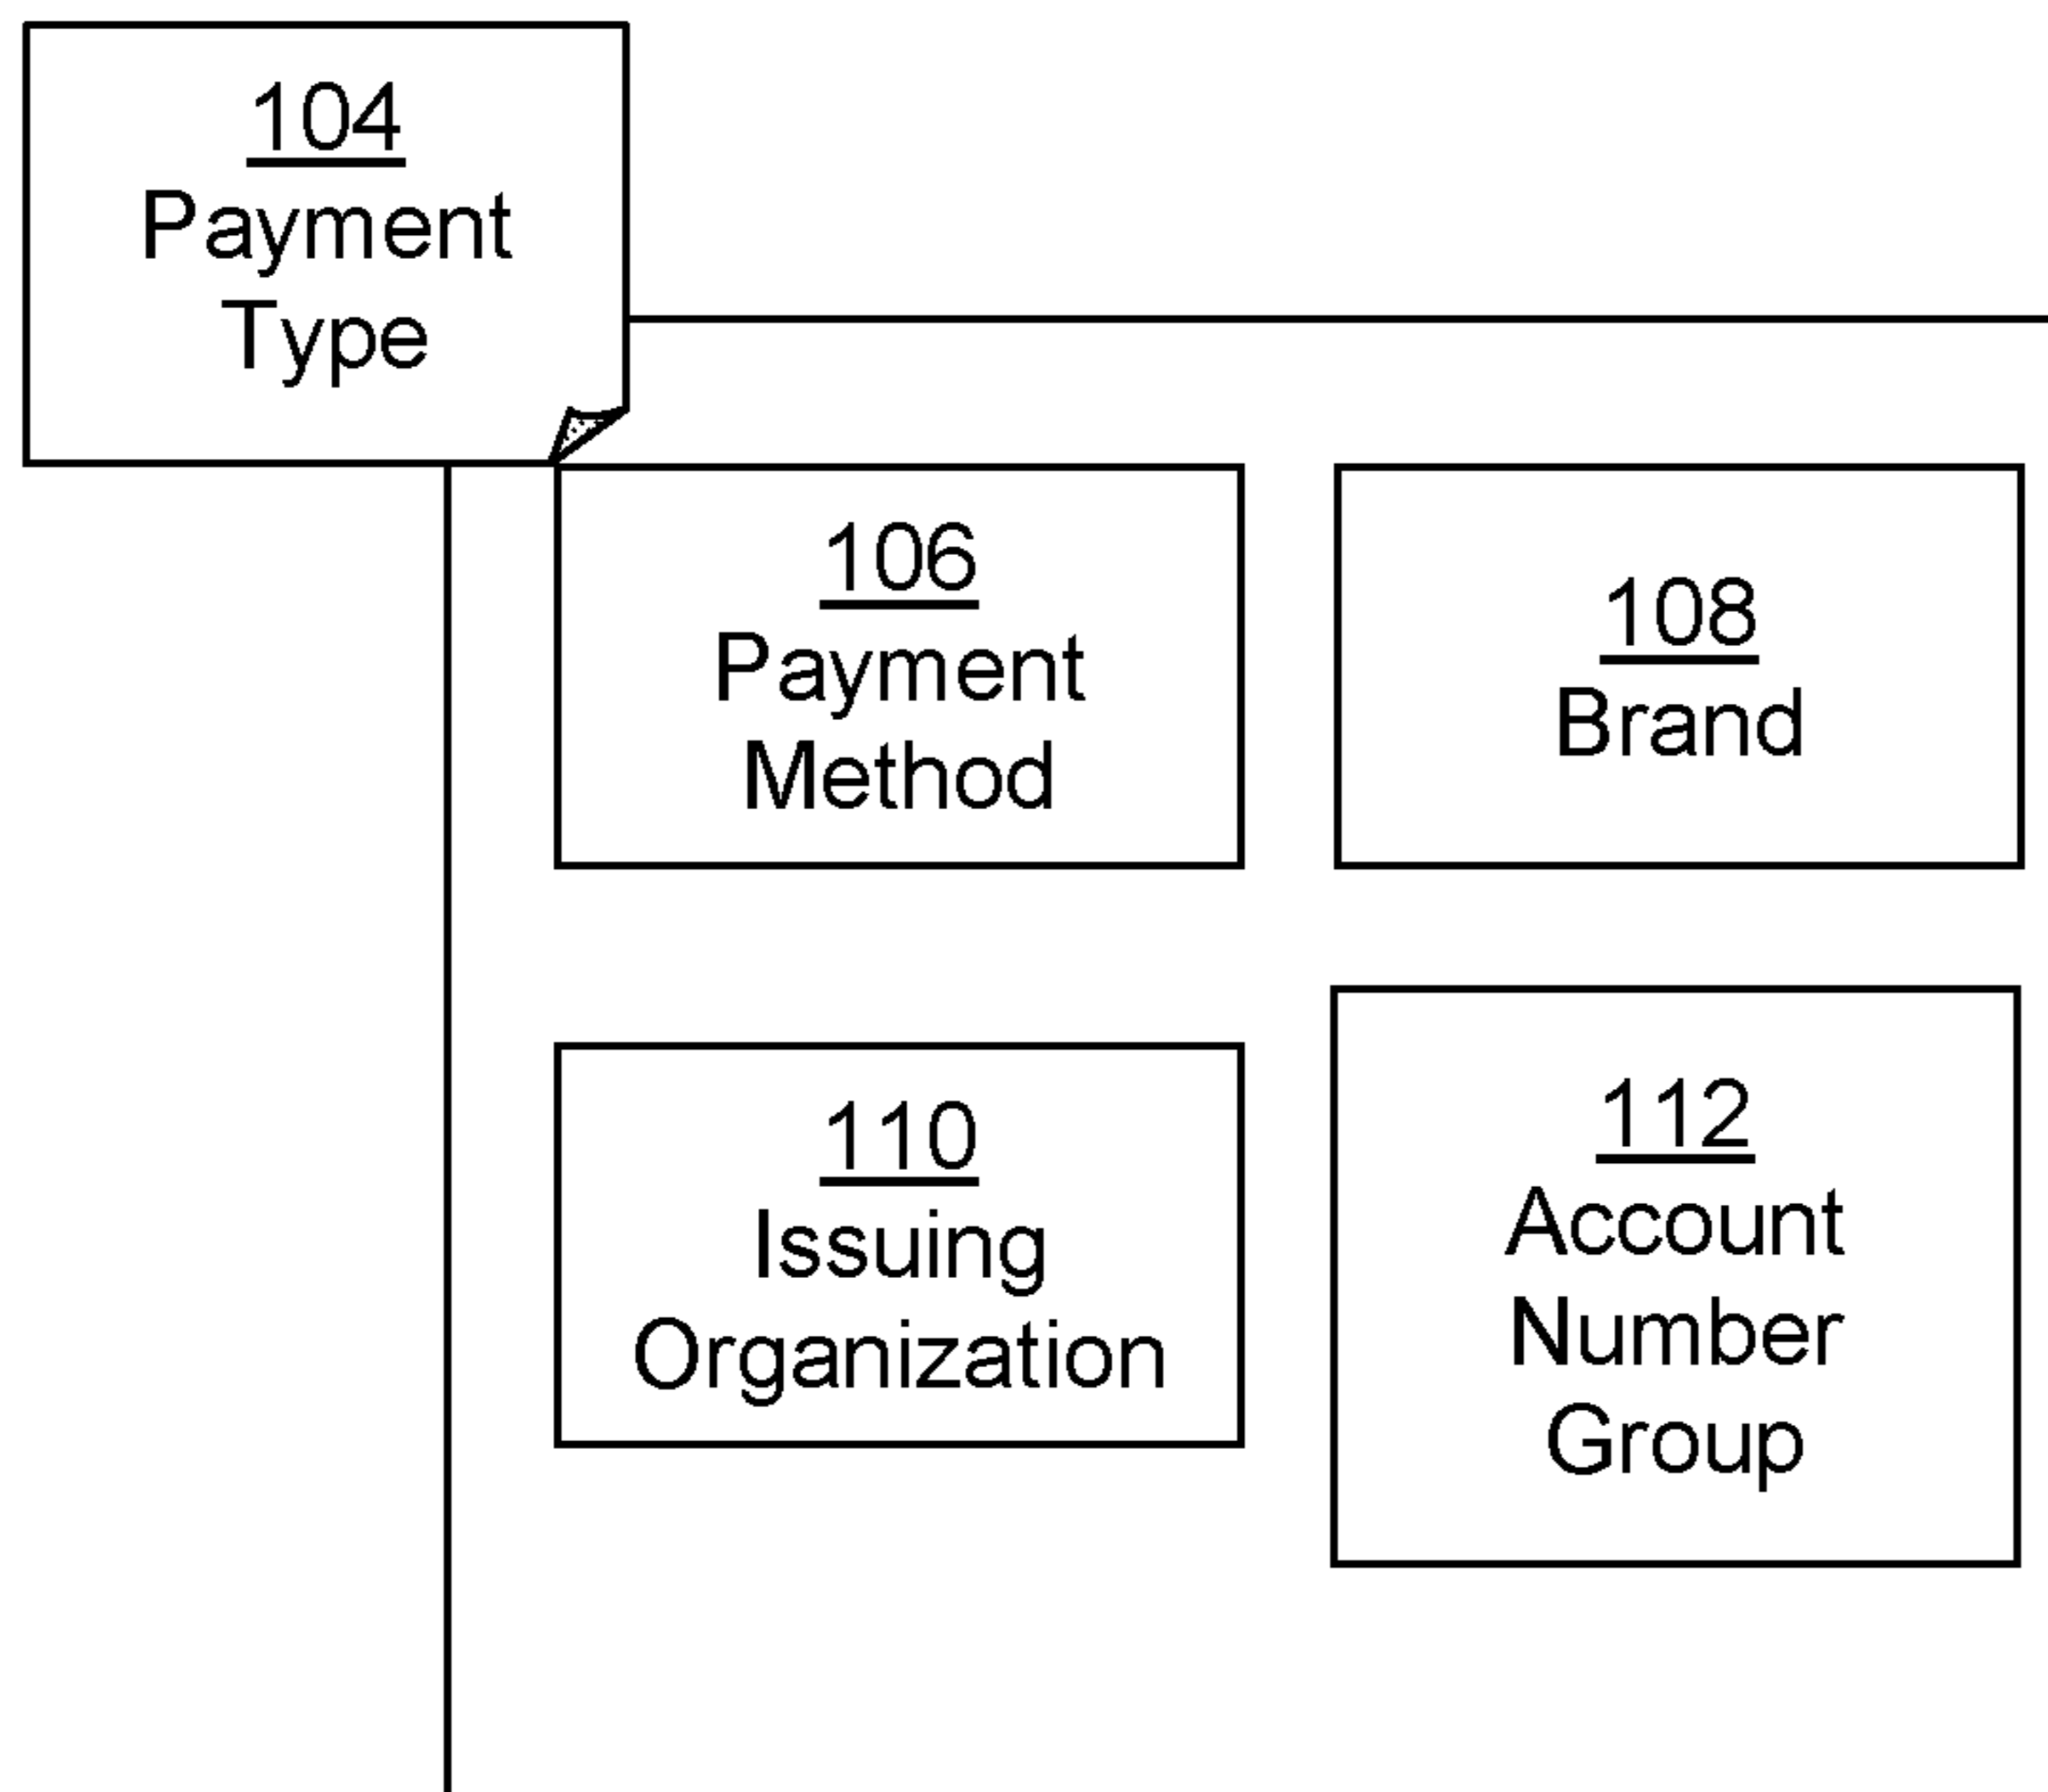 104
Payment
Type
106
Payment
Method
108
Brand
110
Issuing
Organization
112
Account
Number
Group